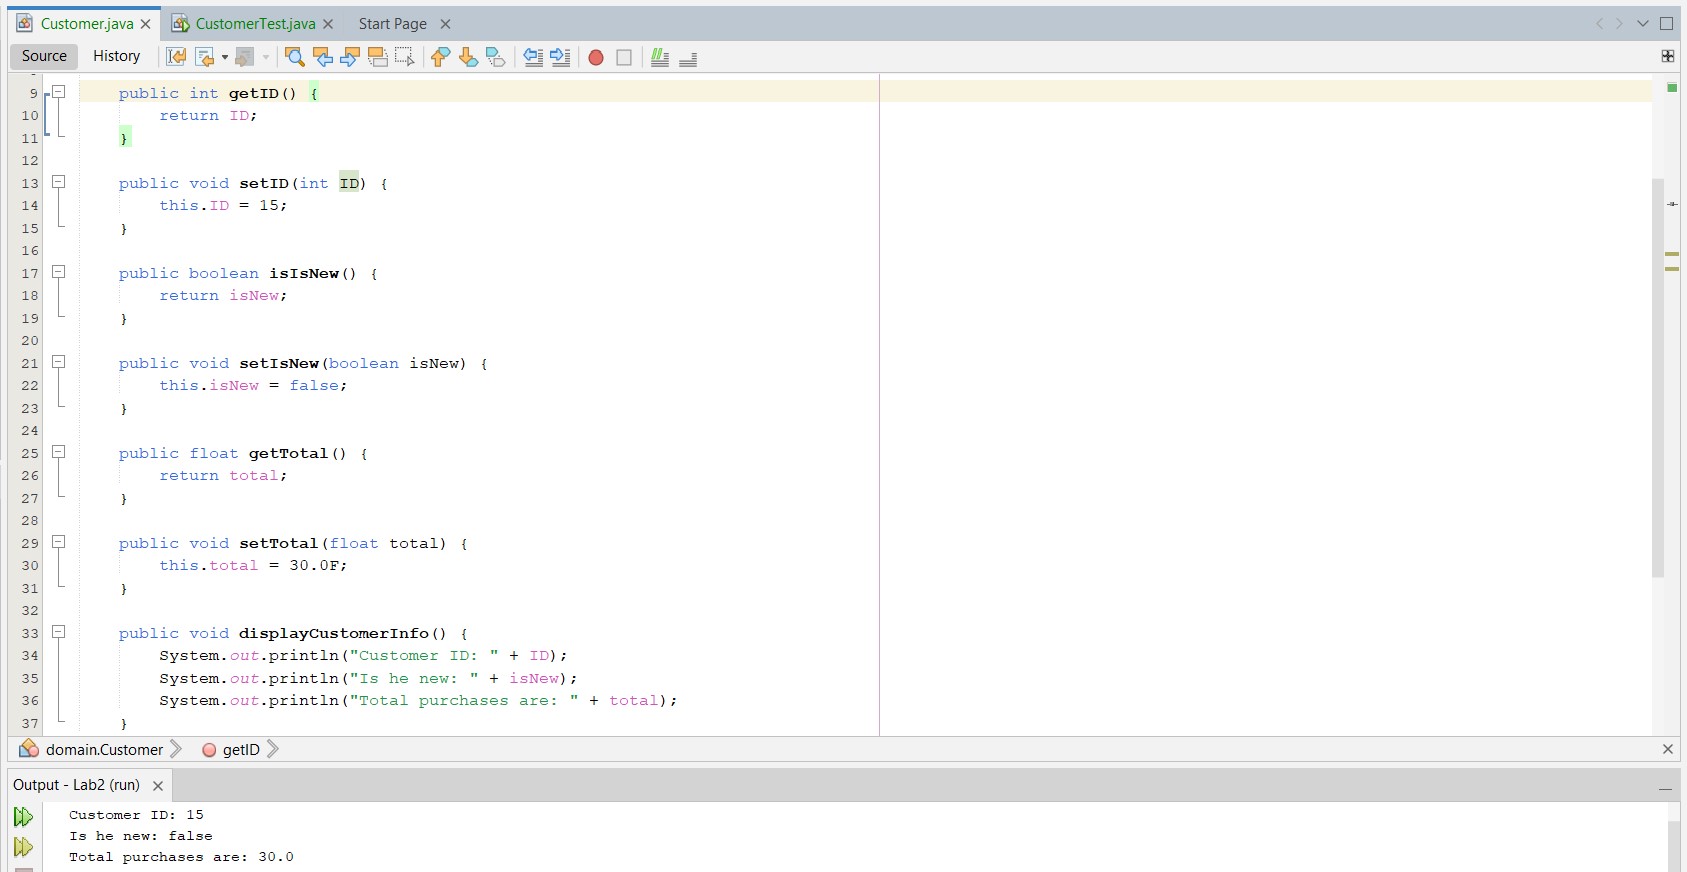 Customer.java CustomerTest.java Start Page
Source History
9 public int getID() {
10 return ID;
11 }
12
13 public void setID(int ID) {
14 this.ID = 15;
15 }
16
17 public boolean isIsNew() {
18 return isNew;
19 }
20
21 public void setIsNew(boolean isNew) {
22 this.isNew = false;
23 }
24
25 public float getTotal() {
26 return total;
27 }
28
29 public void setTotal(float total) {
30 this.total = 30.0F;
31 }
32
33 public void displayCustomerInfo() {
34 System.out.println("Customer ID: " + ID);
35 System.out.println("Is he new: " + isNew);
36 System.out.println("Total purchases are: " + total);
37 }
domain.Customer getID
Output - Lab2 (run)
Customer ID: 15
Is he new: false
Total purchases are: 30.0